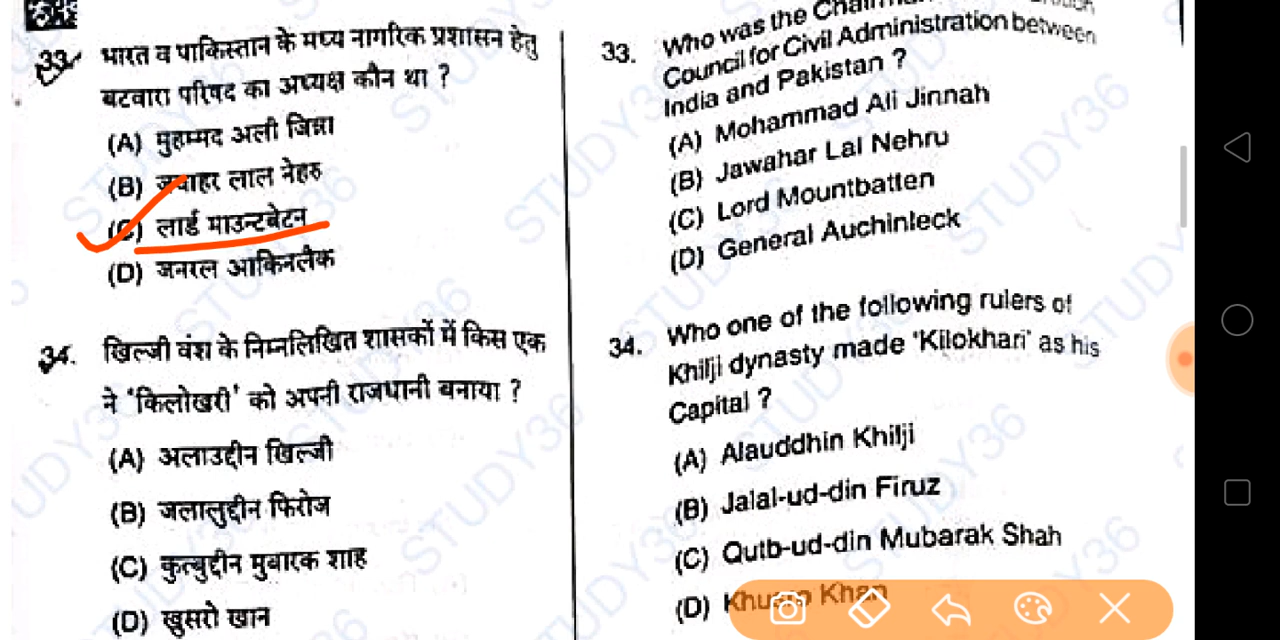 33. भारत व पाकिस्तान के मध्य नागरिक प्रशासन हेतु
बटवारा परिषद का अध्यक्ष कौन था ?
(A) मुहम्मद अली जिन्ना
(B) जवाहर लाल नेहरु
(C) लार्ड माउन्टबेटन
(D) जनरल आकिनलैक
34. खिल्जी वंश के निम्नलिखित शासकों में किस एक
ने 'किलोखरी' को अपनी राजधानी बनाया ?
(A) अलाउद्दीन खिल्जी
(B) जलालुद्दीन फिरोज
(C) कुत्बुद्दीन मुबारक शाह
(D) खुसरो खान
33. Who was the
Council for Civil Administration between
India and Pakistan ?
(A) Mohammad Ali Jinnah
(B) Jawahar Lal Nehru
(C) Lord Mountbatten
(D) General Auchinleck
34. Who one of the following rulers of
Khilji dynasty made 'Kilokhari' as his
Capital ?
(A) Alauddhin Khilji
(B) Jalal-ud-din Firuz
(C) Qutb-ud-din Mubarak Shah
(D) Khusro Khan
STUDY36